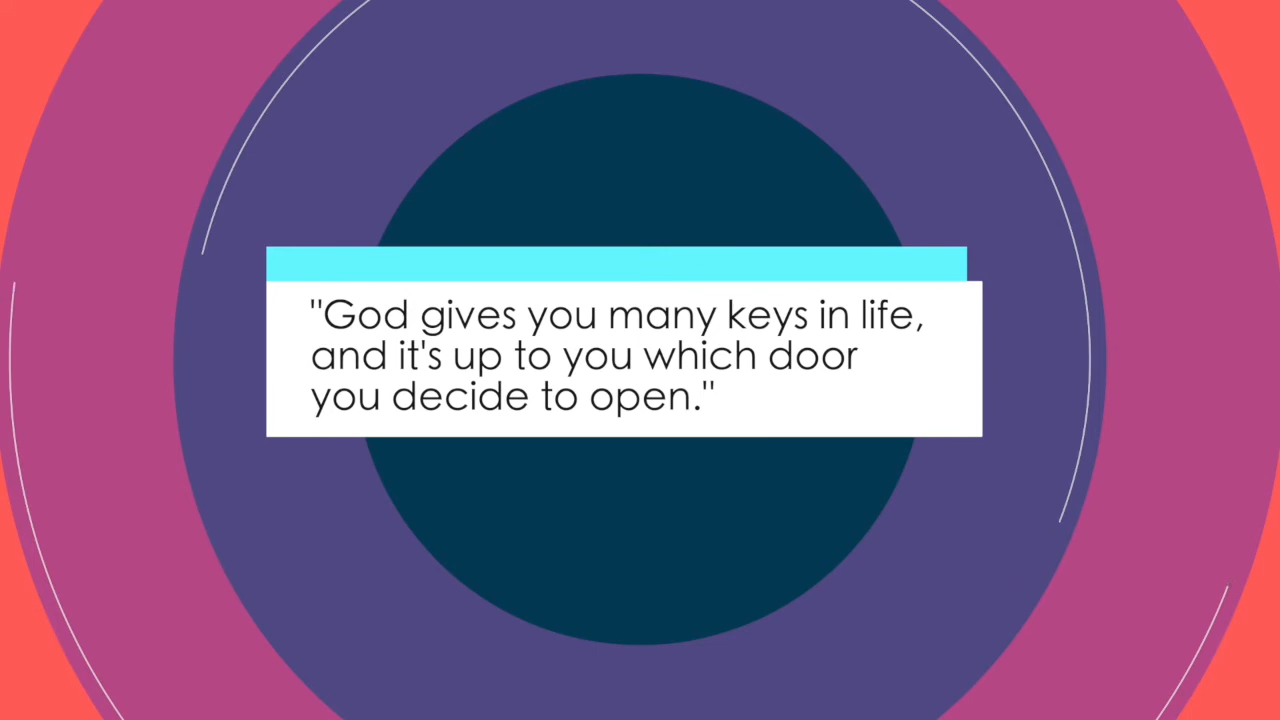 "God gives you many keys in life,
and it's up to you which door
you decide to open."